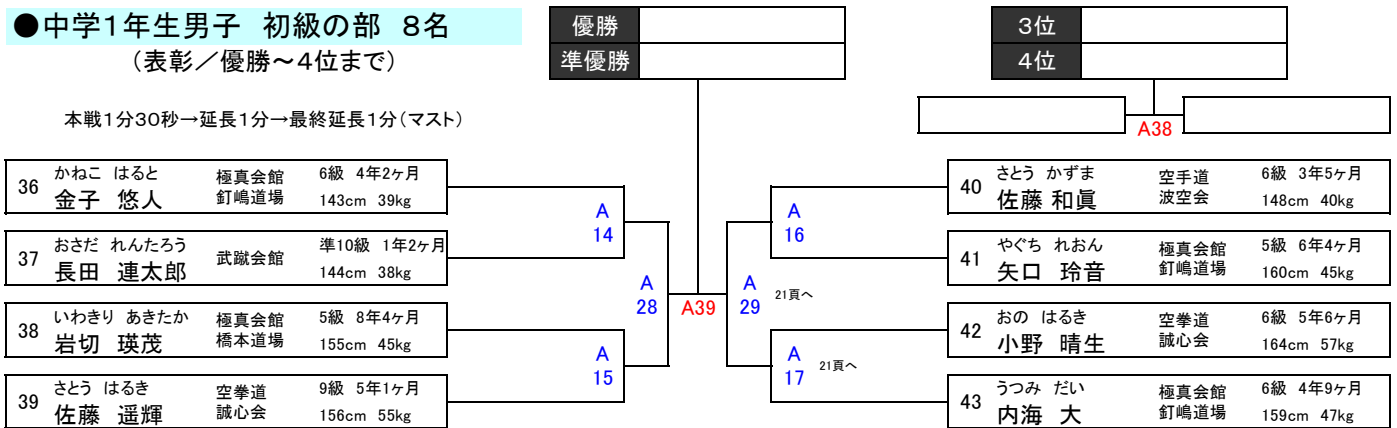 ●中学1年生男子 初級の部 8名
(表彰/優勝~4位まで)
本戦1分30秒→延長1分→最終延長1分(マスト)
優勝
準優勝
3位
4位
A38
36 かねこ はると 極真会館 6級 4年2ヶ月
金子 悠人 釘嶋道場 143cm 39kg
37 おさだ れんたろう 武蹴会館 準10級 1年2ヶ月
長田 連太郎 144cm 38kg
38 いわきり あきたか 極真会館 5級 8年4ヶ月
岩切 瑛茂 橋本道場 155cm 45kg
39 さとう はるき 空拳道 9級 5年1ヶ月
佐藤 遥輝 誠心会 156cm 55kg
A
14
A
15
A
28
A39
A
29
21頁へ
A
16
A
17
21頁へ
40 さとう かずま 空手道 6級 3年5ヶ月
佐藤 和眞 波空会 148cm 40kg
41 やぐち れおん 極真会館 5級 6年4ヶ月
矢口 玲音 釘嶋道場 160cm 45kg
42 おの はるき 空拳道 6級 5年6ヶ月
小野 晴生 誠心会 164cm 57kg
43 うつみ だい 極真会館 6級 4年9ヶ月
内海 大 釘嶋道場 159cm 47kg